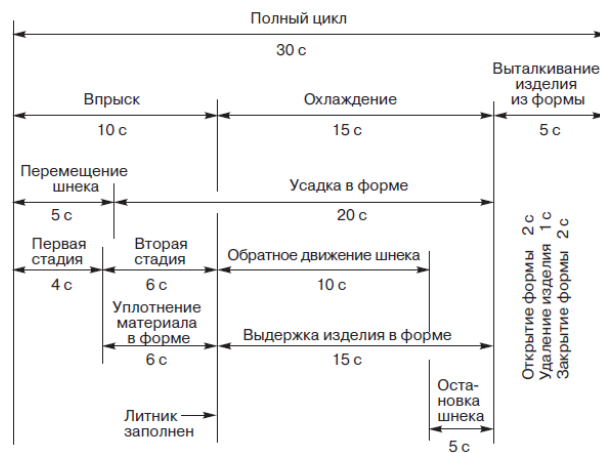 Полный цикл
30 с
Выталкивание
изделия
из формы
5 с
Впрыск
10 с
Охлаждение
15 с
Перемещение
шнека
5 с
Усадка в форме
20 с
Первая
стадия
4 с
Вторая
стадия
6 с
Обратное движение шнека
10 с
Уплотнение
материала
в форме
6 с
Выдержка изделия в форме
15 с
Открытие формы 2 с
Удаление изделия 1 с
Закрытие формы 2 с
Литник
заполнен
Оста-
новка
шнека
5 с